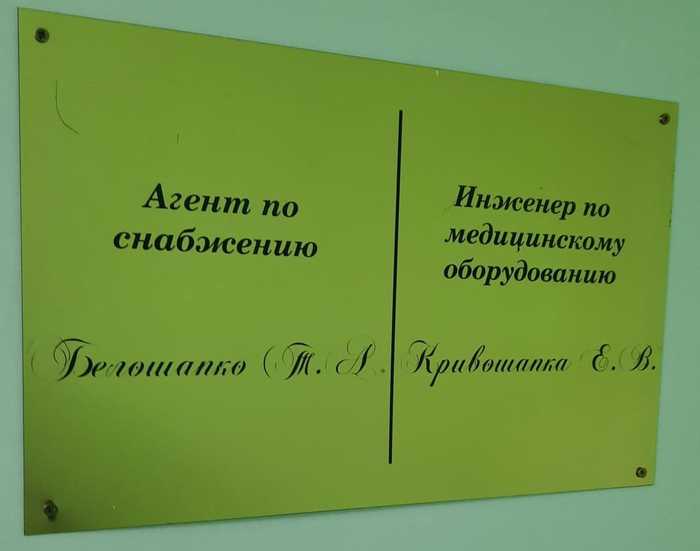 Агент по
снабжению
Белошапко Т. А.
Инженер по
медицинскому
оборудованию
Кривошапка Е. В.